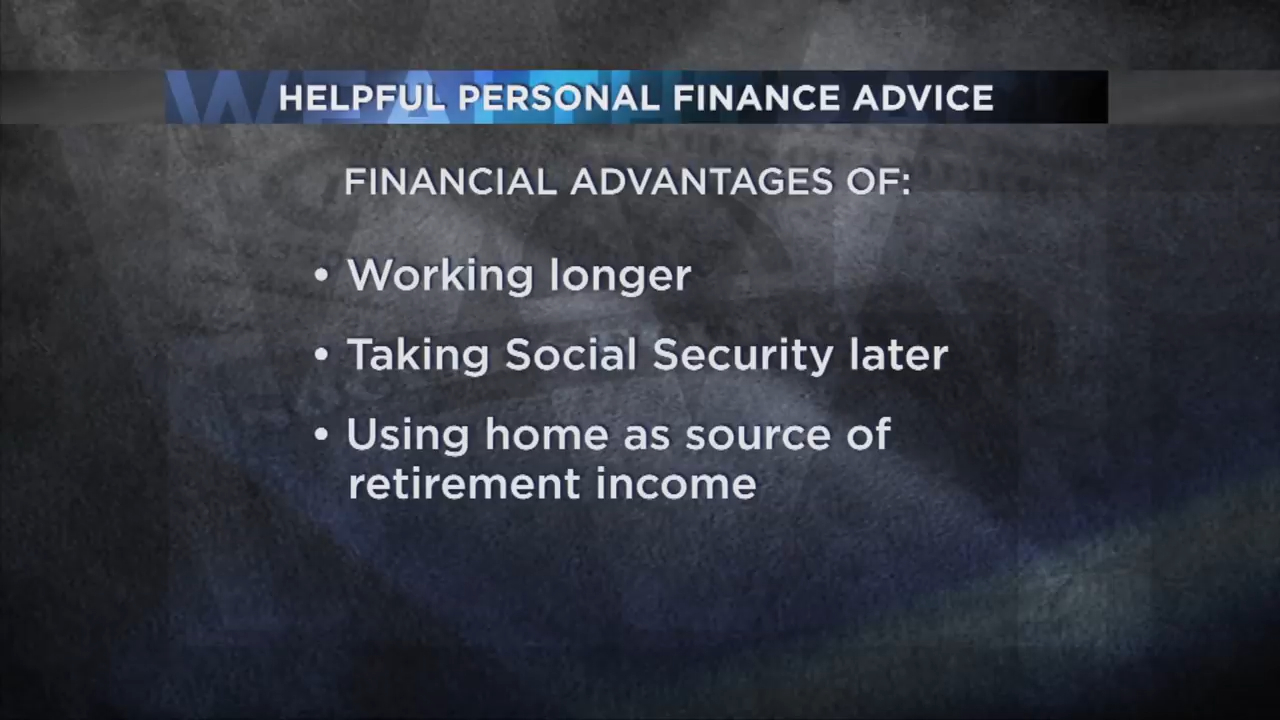 HELPFUL PERSONAL FINANCE ADVICE
FINANCIAL ADVANTAGES OF:
• Working longer
• Taking Social Security later
• Using home as source of
retirement income